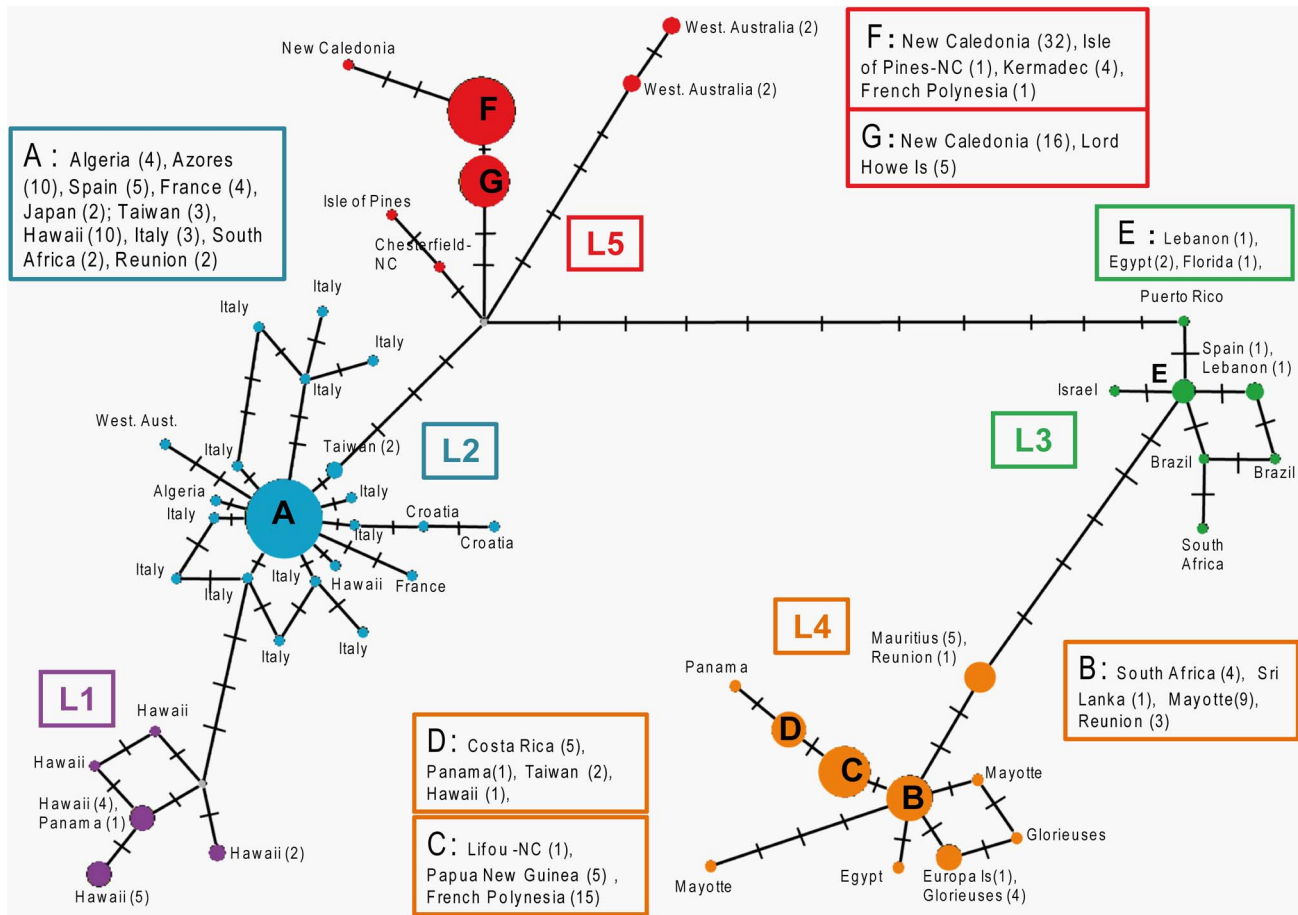 West. Australia (2)
New Caledonia
West. Australia (2)
F
F: New Caledonia (32), Isle
of Pines-NC (1), Kermadec (4),
French Polynesia (1)
G: New Caledonia (16), Lord
Howe Is (5)
A: Algeria (4), Azores
(10), Spain (5), France (4),
Japan (2); Taiwan (3),
Hawaii (10), Italy (3), South
Africa (2), Reunion (2)
G
Isle of Pines
Chesterfield-
NC
L5
E : Lebanon (1),
Egypt (2), Florida (1),
Puerto Rico
Italy
Italy
Italy
Italy
Spain (1),
Lebanon (1)
E
Israel
West. Aust.
Taiwan (2)
L2
L3
Italy
Brazil
Brazil
Algeria
Italy
A
Italy
Croatia
Italy
Croatia
South
Africa
Italy
Italy
Italy
Hawaii
France
Italy
Italy
L4
Mauritius (5),
Reunion (1)
Panama
B: South Africa (4), Sri
Lanka (1), Mayotte(9),
Reunion (3)
L1
Hawaii
Hawaii
Hawaii (4),
Panama (1)
Hawaii (2)
Hawaii (5)
D: Costa Rica (5),
Panama(1), Taiwan (2),
Hawaii (1),
C: Lifou -NC (1),
Papua New Guinea (5) ,
French Polynesia (15)
D
C
B
Mayotte
Glorieuses
Mayotte
Egypt
Europa Is(1),
Glorieuses (4)